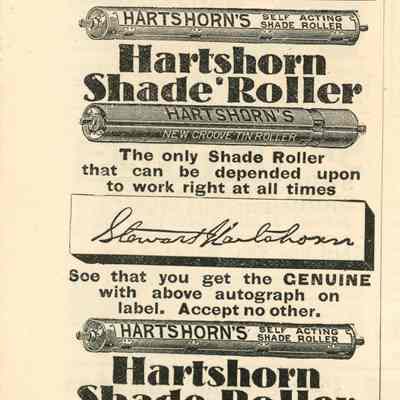 HARTSHORN'S SELF ACTING SHADE ROLLER
Hartshorn
Shade Roller
HARTSHORN'S
NEW GROOVE TIN ROLLER
The only Shade Roller
that can be depended upon
to work right at all times
Stewart Hartshorn
See that you get the GENUINE
with above autograph on
label. Accept no other.
HARTSHORN'S SELF ACTING SHADE ROLLER
Hartshorn
Shade Roller